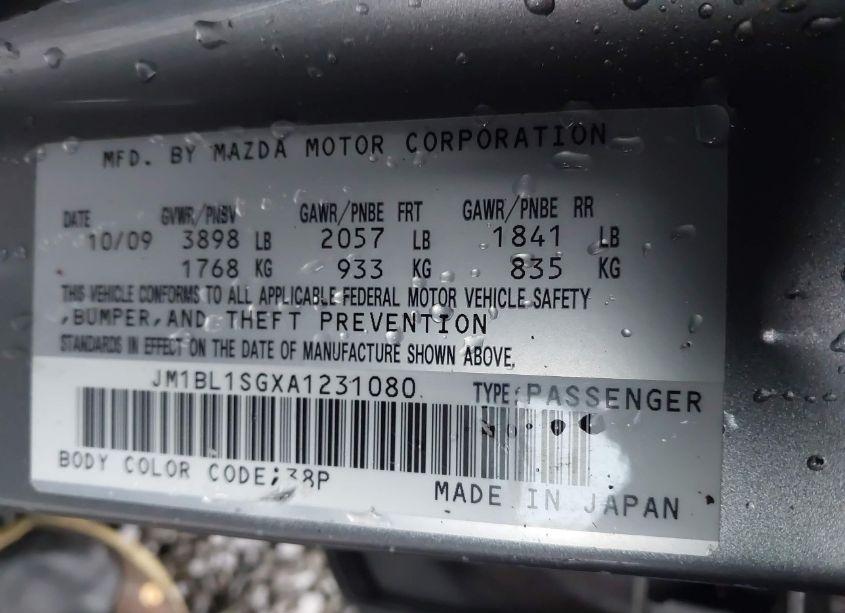 MFD. BY MAZDA MOTOR CORPORATION
DATE GVWR/PNBV GAWR/PNBE FRT GAWR/PNBE RR
10/09 3898 LB 2057 LB 1841 LB
1768 KG 933 KG 835 KG
THIS VEHICLE CONFORMS TO ALL APPLICABLE FEDERAL MOTOR VEHICLE SAFETY
,BUMPER,AND THEFT PREVENTION
STANDARDS IN EFFECT ON THE DATE OF MANUFACTURE SHOWN ABOVE.
JM1BL1SGXA1231080 TYPE:PASSENGER
BODY COLOR CODE:38P
MADE IN JAPAN